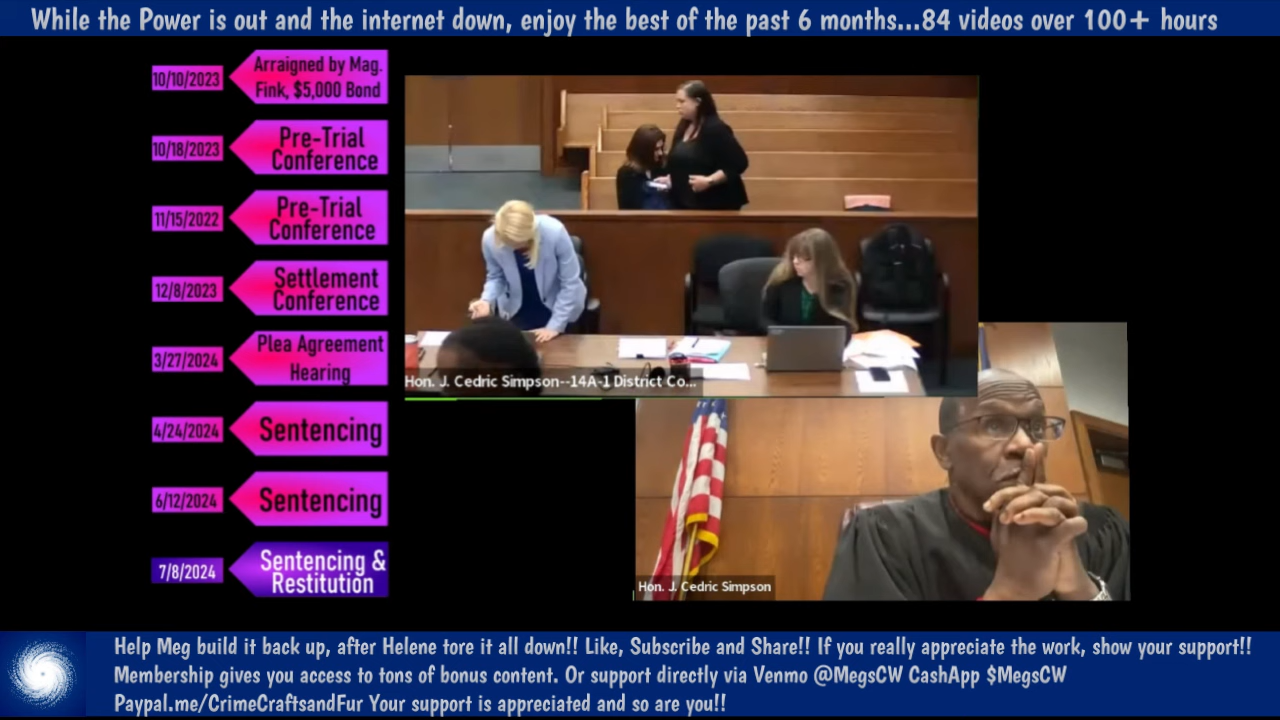 While the Power is out and the internet down, enjoy the best of the past 6 months...84 videos over 100+ hours
10/10/2023
Arraigned by Mag.
Fink, $5,000 Bond
10/18/2023
Pre-Trial
Conference
11/15/2022
Pre-Trial
Conference
12/8/2023
Settlement
Conference
3/27/2024
Plea Agreement
Hearing
4/24/2024
Sentencing
6/12/2024
Sentencing
7/8/2024
Sentencing &
Restitution
Hon. J. Cedric Simpson--14A-1 District Co...
Hon. J. Cedric Simpson
Help Meg build it back up, after Helene tore it all down!! Like, Subscribe and Share!! If you really appreciate the work, show your support!!
Membership gives you access to tons of bonus content. Or support directly via Venmo @MegsCW CashApp $MegsCW
Paypal.me/CrimeCraftsandFur Your support is appreciated and so are you!!